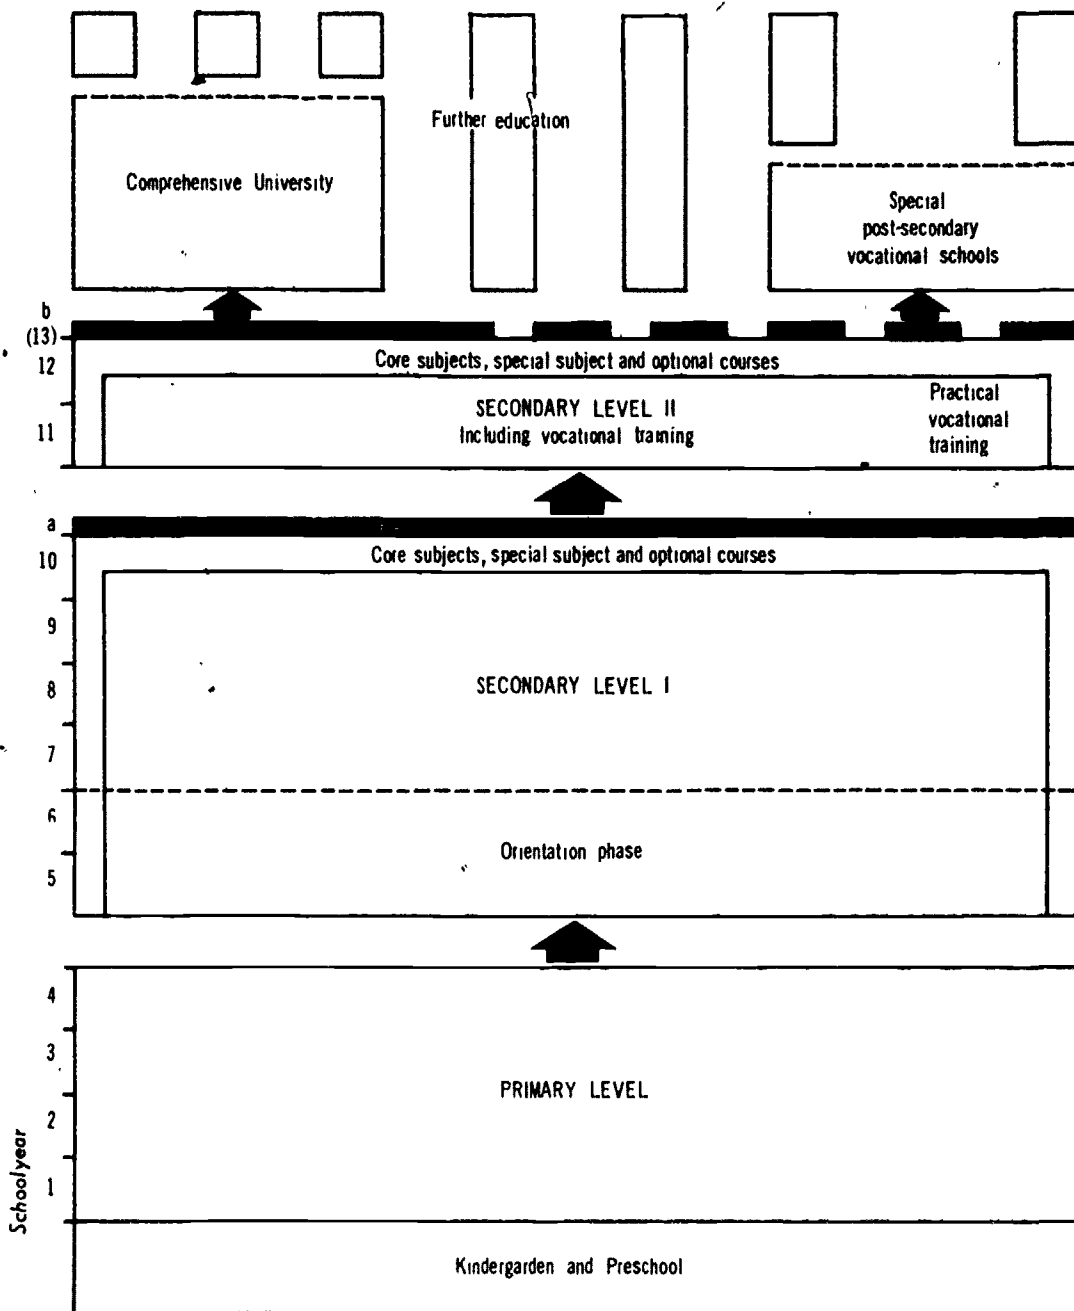 Further education
Comprehensive University
Special
post-secondary
vocational schools
b
(13)
12
Core subjects, special subject and optional courses
SECONDARY LEVEL II
Including vocational training
Practical
vocational
training
11
a
10
Core subjects, special subject and optional courses
9
8
SECONDARY LEVEL I
7
6
Orientation phase
5
4
3
PRIMARY LEVEL
2
1
Schoolyear
Kindergarden and Preschool